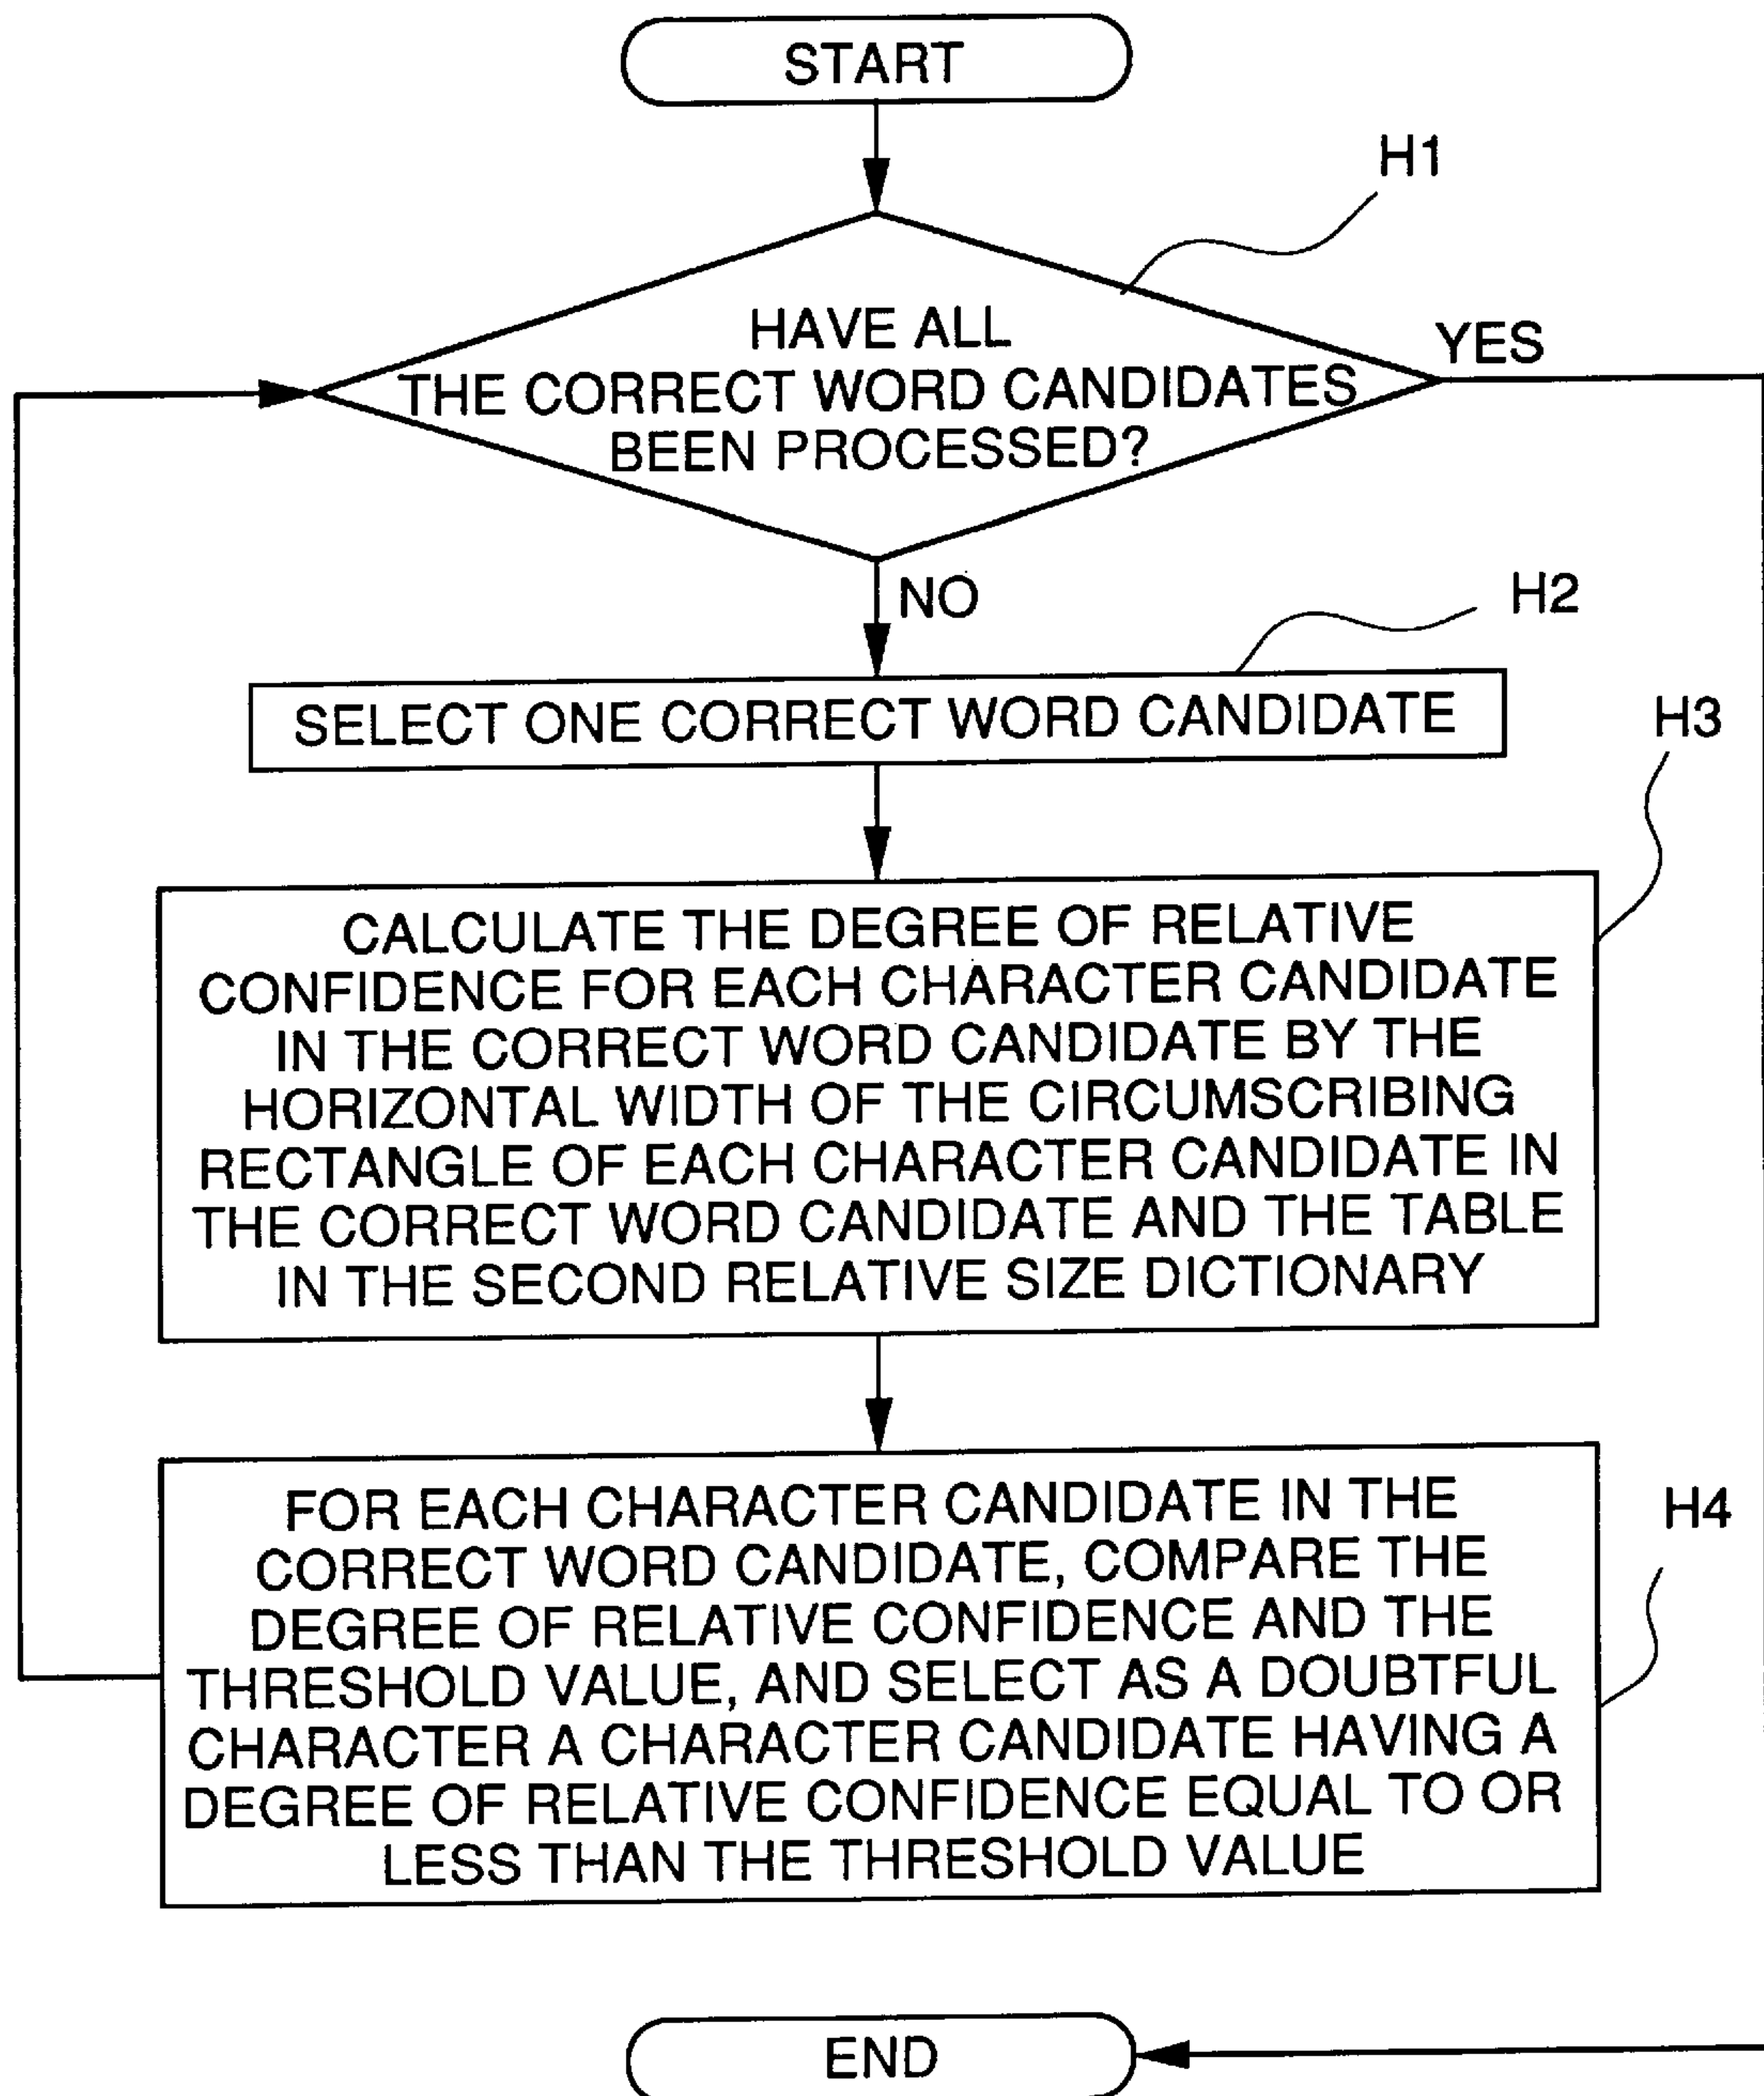 START
H1
HAVE ALL
THE CORRECT WORD CANDIDATES
BEEN PROCESSED?
YES
NO
H2
SELECT ONE CORRECT WORD CANDIDATE
H3
CALCULATE THE DEGREE OF RELATIVE
CONFIDENCE FOR EACH CHARACTER CANDIDATE
IN THE CORRECT WORD CANDIDATE BY THE
HORIZONTAL WIDTH OF THE CIRCUMSCRIBING
RECTANGLE OF EACH CHARACTER CANDIDATE IN
THE CORRECT WORD CANDIDATE AND THE TABLE
IN THE SECOND RELATIVE SIZE DICTIONARY
H4
FOR EACH CHARACTER CANDIDATE IN THE
CORRECT WORD CANDIDATE, COMPARE THE
DEGREE OF RELATIVE CONFIDENCE AND THE
THRESHOLD VALUE, AND SELECT AS A DOUBTFUL
CHARACTER A CHARACTER CANDIDATE HAVING A
DEGREE OF RELATIVE CONFIDENCE EQUAL TO OR
LESS THAN THE THRESHOLD VALUE
END